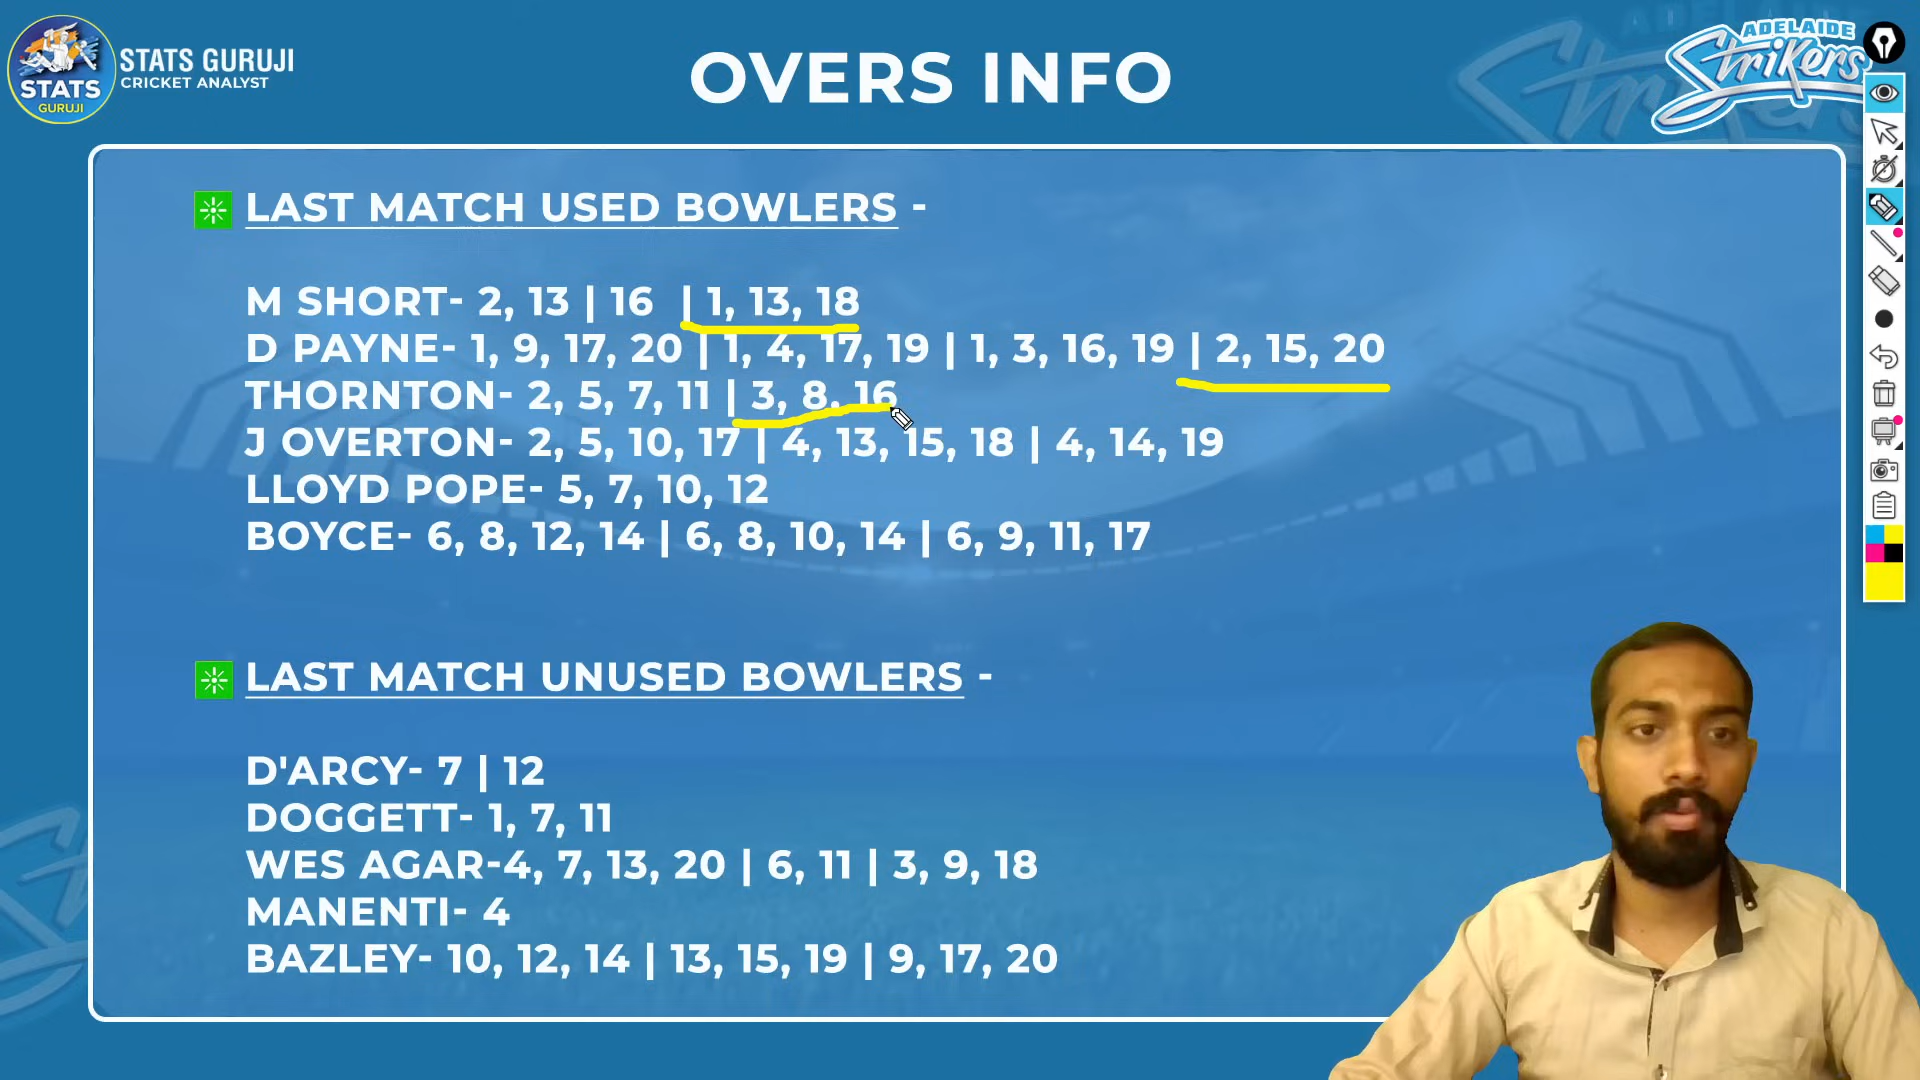 STATS GURUJI
CRICKET ANALYST
STATS
GURUJI
OVERS INFO
ADELAIDE
STRIKERS
LAST MATCH USED BOWLERS -
M SHORT- 2, 13 | 16 | 1, 13, 18
D PAYNE- 1, 9, 17, 20 | 1, 4, 17, 19 | 1, 3, 16, 19 | 2, 15, 20
THORNTON- 2, 5, 7, 11 | 3, 8, 16
J OVERTON- 2, 5, 10, 17 | 4, 13, 15, 18 | 4, 14, 19
LLOYD POPE- 5, 7, 10, 12
BOYCE- 6, 8, 12, 14 | 6, 8, 10, 14 | 6, 9, 11, 17
LAST MATCH UNUSED BOWLERS -
D'ARCY- 7 | 12
DOGGETT- 1, 7, 11
WES AGAR-4, 7, 13, 20 | 6, 11 | 3, 9, 18
MANENTI- 4
BAZLEY- 10, 12, 14 | 13, 15, 19 | 9, 17, 20